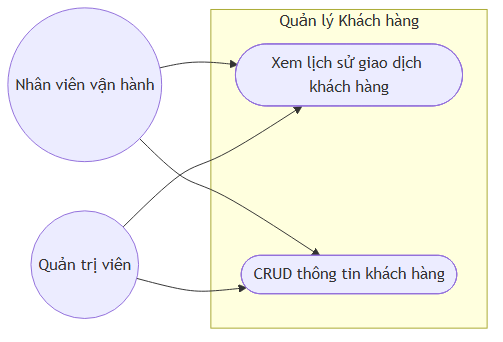 Quản lý Khách hàng
Nhân viên vận hành
Xem lịch sử giao dịch
khách hàng
Quản trị viên
CRUD thông tin khách hàng